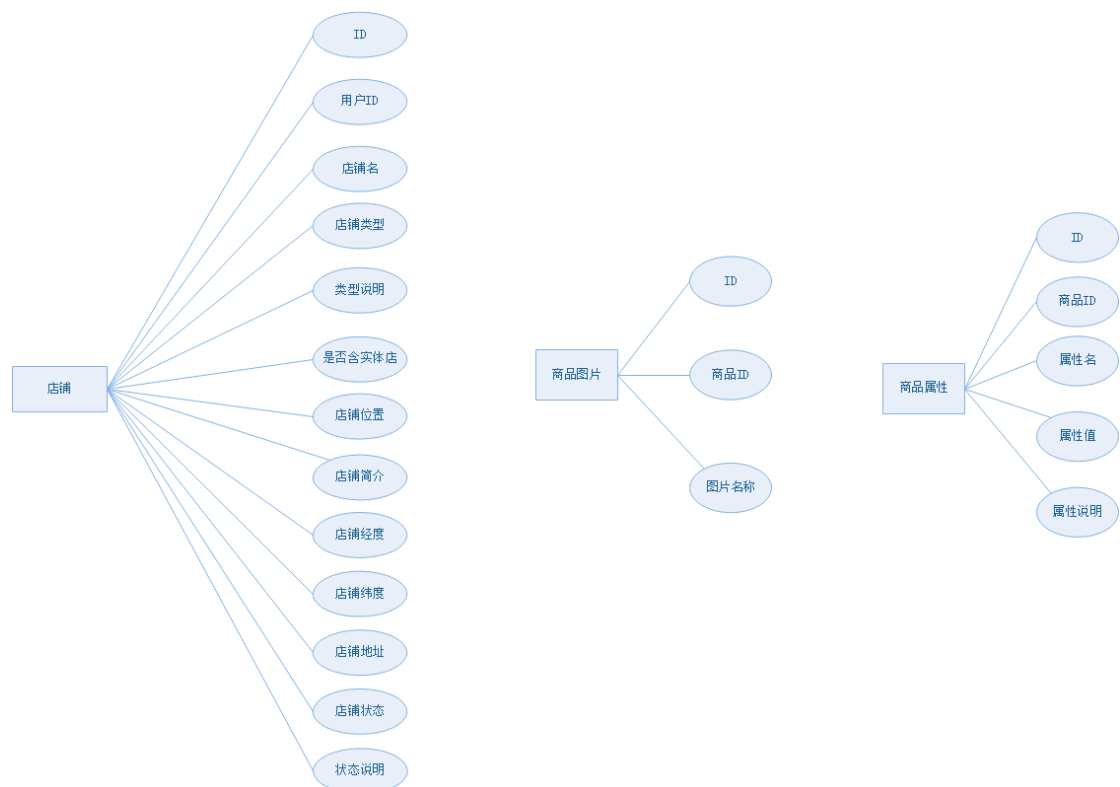 店铺
ID
用户ID
店铺名
店铺类型
类型说明
是否含实体店
店铺位置
店铺简介
店铺经度
店铺纬度
店铺地址
店铺状态
状态说明
商品图片
ID
商品ID
图片名称
商品属性
ID
商品ID
属性名
属性值
属性说明